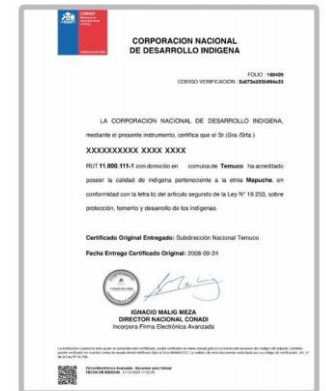 CONADI
CORPORACION NACIONAL
DE DESARROLLO INDIGENA
FOLIO : 188409
CODIGO VERIFICACION :
LA CORPORACION NACIONAL DE DESARROLLO INDIGENA,
mediante el presente instrumento, certifica que el Sr (Sra./Srta.)
XXXXXXXXXX XXXX XXXX
RUT 11.000.111-1 con domicilio en comuna de Temuco ha acreditado
poseer la calidad de indígena perteneciente a la etnia Mapuche, en
conformidad con la letra b) del artículo segundo de la Ley N° 19.253, sobre
protección, fomento y desarrollo de los indígenas.
Certificado Original Entregado: Subdirección Nacional Temuco
Fecha Entrega Certificado Original: 2008-09-24
IGNACIO MALIG MEZA
DIRECTOR NACIONAL CONADI
Incorpora Firma Electrónica Avanzada